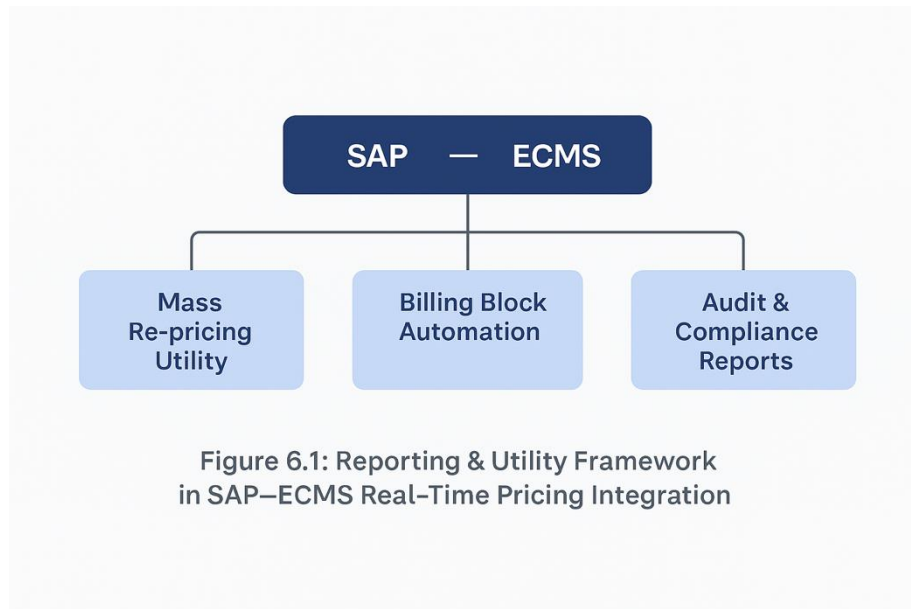 SAP — ECMS
Mass
Re-pricing
Utility
Billing Block
Automation
Audit &
Compliance
Reports
Figure 6.1: Reporting & Utility Framework
in SAP–ECMS Real-Time Pricing Integration